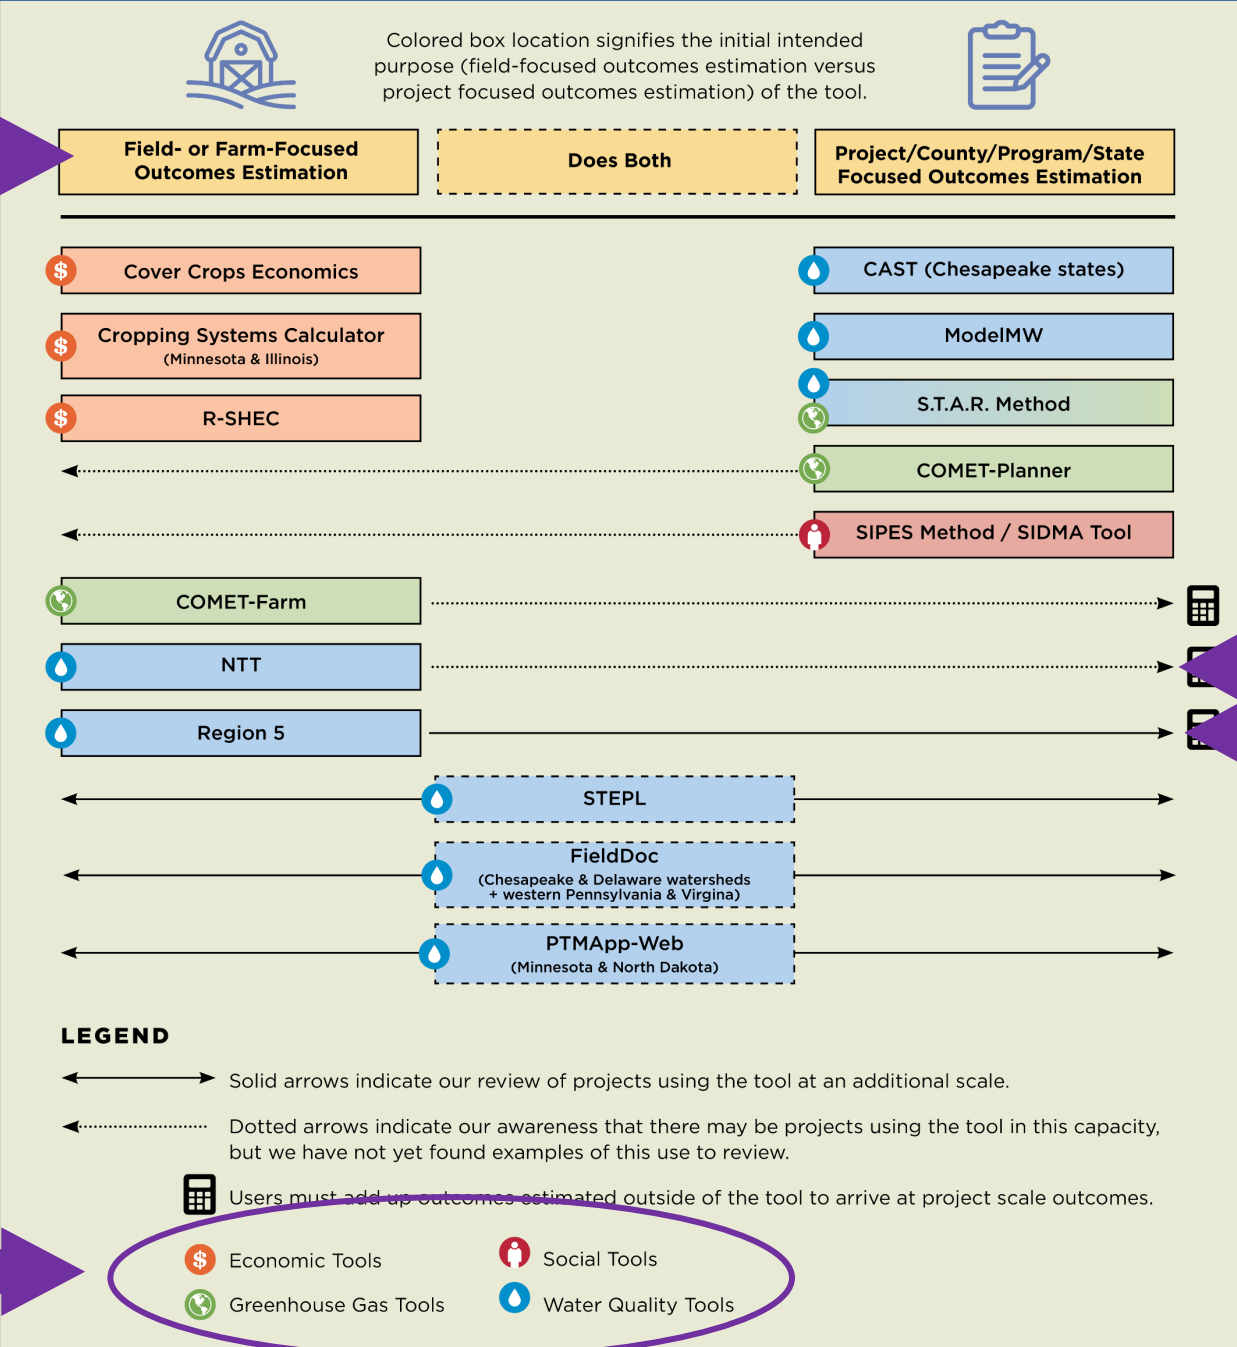 Colored box location signifies the initial intended
purpose (field-focused outcomes estimation versus
project focused outcomes estimation) of the tool.
Field- or Farm-Focused
Outcomes Estimation
Does Both
Project/County/Program/State
Focused Outcomes Estimation
$ Cover Crops Economics
CAST (Chesapeake states)
$ Cropping Systems Calculator
(Minnesota & Illinois)
ModelMW
$ R-SHEC
S.T.A.R. Method
COMET-Planner
SIPES Method / SIDMA Tool
COMET-Farm
NTT
Region 5
STEPL
FieldDoc
(Chesapeake & Delaware watersheds
+ western Pennsylvania & Virgina)
PTMApp-Web
(Minnesota & North Dakota)
LEGEND
Solid arrows indicate our review of projects using the tool at an additional scale.
Dotted arrows indicate our awareness that there may be projects using the tool in this capacity,
but we have not yet found examples of this use to review.
Users must add up outcomes estimated outside of the tool to arrive at project scale outcomes.
$ Economic Tools
Social Tools
Greenhouse Gas Tools
Water Quality Tools